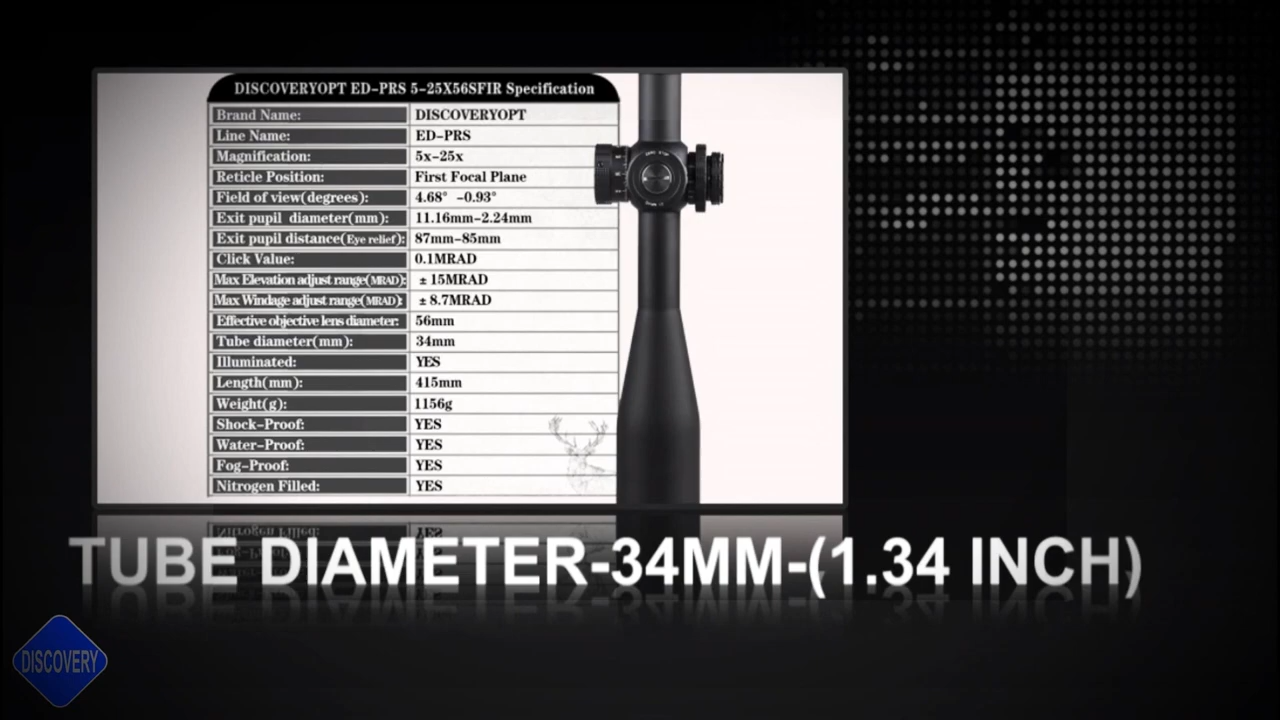 DISCOVERYOPT ED-PRS 5-25X56SFIR Specification
Brand Name: DISCOVERYOPT
Line Name: ED-PRS
Magnification: 5x-25x
Reticle Position: First Focal Plane
Field of view(degrees): 4.68° -0.93°
Exit pupil diameter(mm): 11.16mm-2.24mm
Exit pupil distance(Eye relief): 87mm-85mm
Click Value: 0.1MRAD
Max Elevation adjust range(MRAD): ±15MRAD
Max Windage adjust range(MRAD): ±8.7MRAD
Effective objective lens diameter: 56mm
Tube diameter(mm): 34mm
Illuminated: YES
Length(mm): 415mm
Weight(g): 1156g
Shock-Proof: YES
Water-Proof: YES
Fog-Proof: YES
Nitrogen Filled: YES
TUBE DIAMETER-34MM-(1.34 INCH)
DISCOVERY